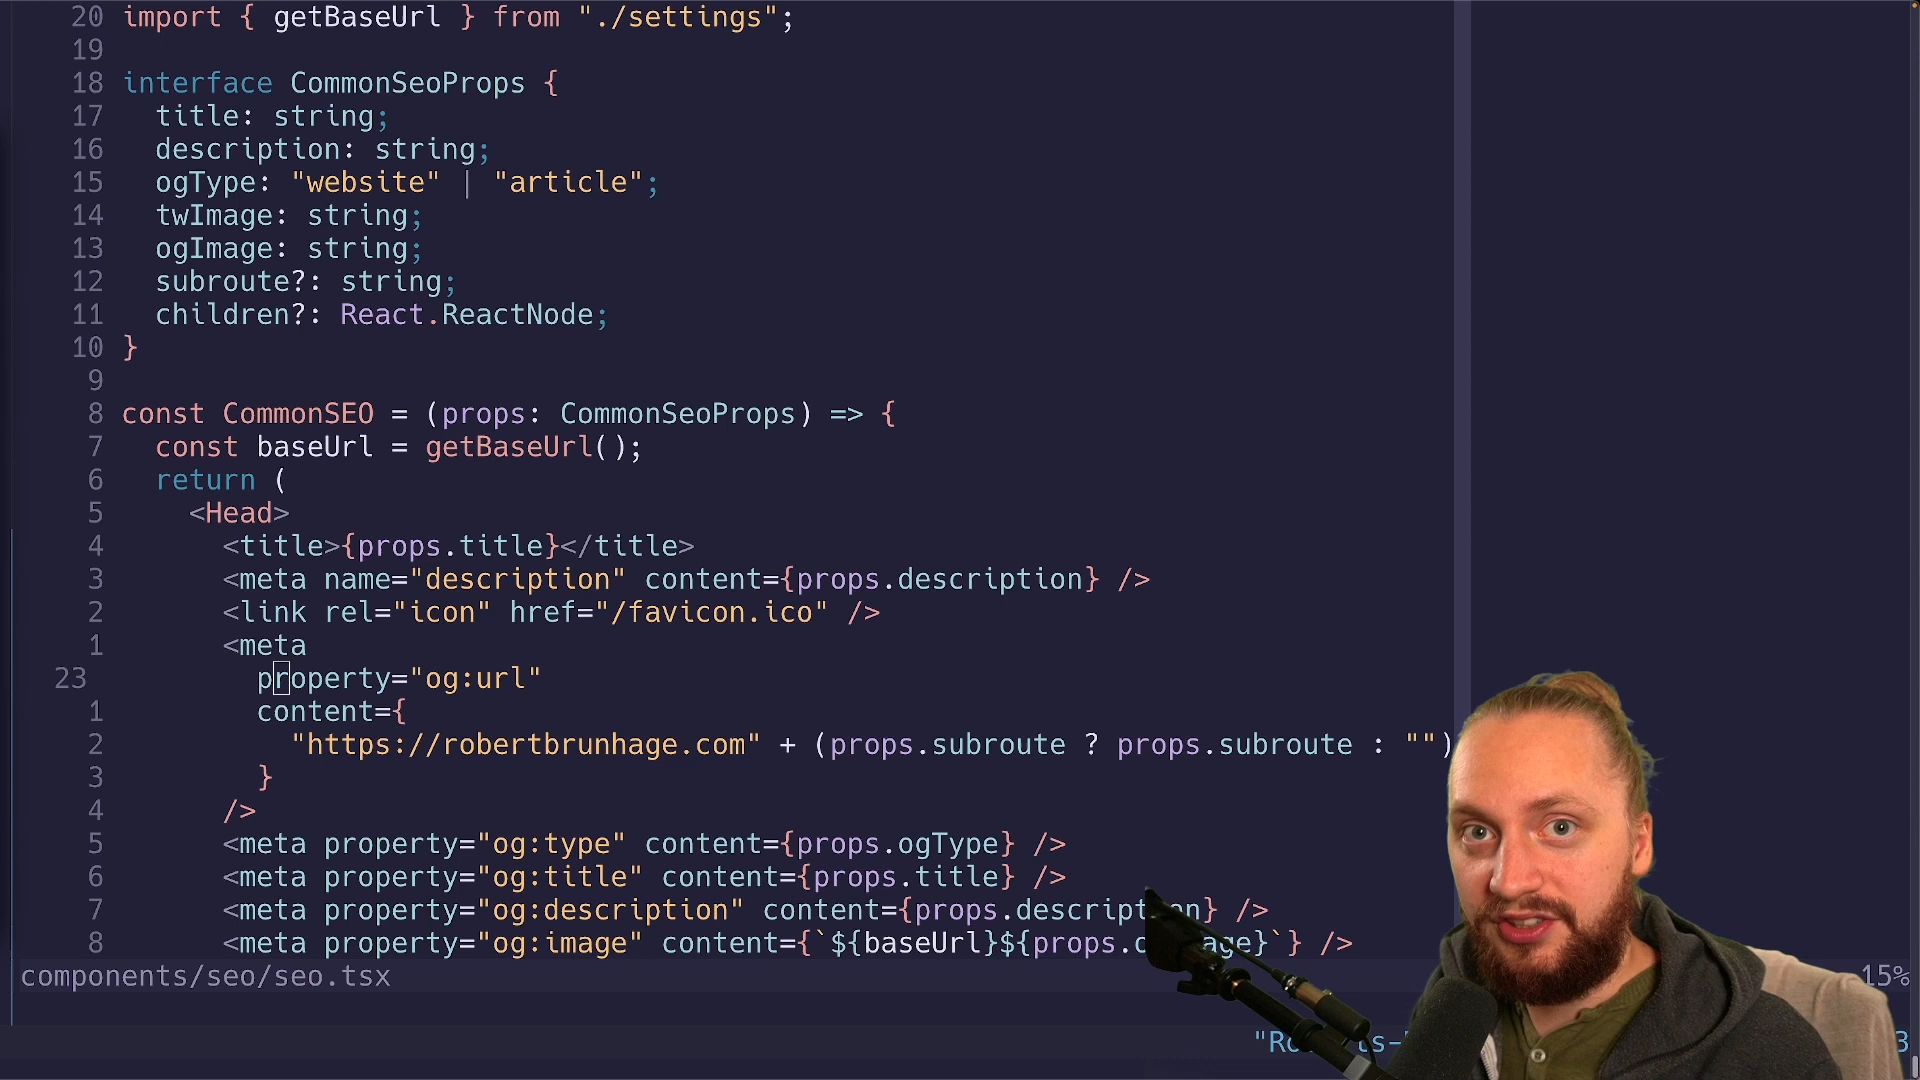 20 import { getBaseUrl } from "./settings";
19
18 interface CommonSeoProps {
17 title: string;
16 description: string;
15 ogType: "website" | "article";
14 twImage: string;
13 ogImage: string;
12 subroute?: string;
11 children?: React.ReactNode;
10 }
9
8 const CommonSEO = (props: CommonSeoProps) => {
7 const baseUrl = getBaseUrl();
6 return (
5 <Head>
4 <title>{props.title}</title>
3 <meta name="description" content={props.description} />
2 <link rel="icon" href="/favicon.ico" />
1 <meta
23 property="og:url"
1 content={
2 "https://robertbrunhage.com" + (props.subroute ? props.subroute : "")
3 }
4 />
5 <meta property="og:type" content={props.ogType} />
6 <meta property="og:title" content={props.title} />
7 <meta property="og:description" content={props.description} />
8 <meta property="og:image" content={`${baseUrl}${props.ogImage}`} />
components/seo/seo.tsx 15%